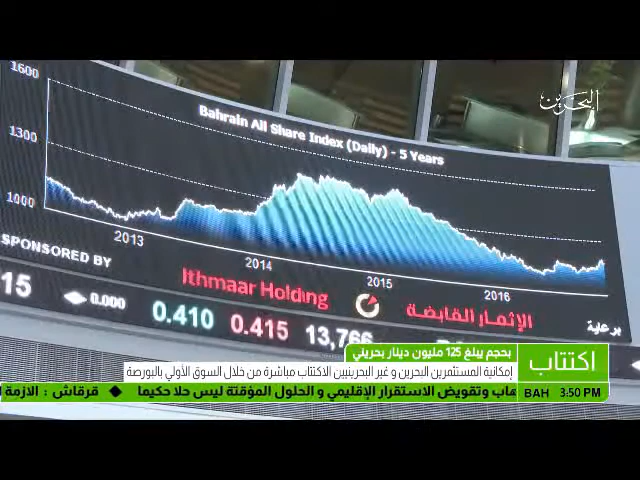 البحرين
1600
Bahrain All Share Index (Daily) - 5 Years
1300
1000
2013
2014
2015
2016
SPONSORED BY
Ithmaar Holding
الإثمار القابضة
برعاية
15
0.000
0.410
0.415
13,766
بحجم يبلغ 125 مليون دينار بحريني
اكتتاب
إمكانية المستثمرين البحرين و غير البحرينيين الاكتتاب مباشرة من خلال السوق الأولي بالبورصة
BAH 3:50 PM
هاب وتقويض الاستقرار الإقليمي و الحلول المؤقتة ليس حلا حكيما ◆ قرقاش : الازمة